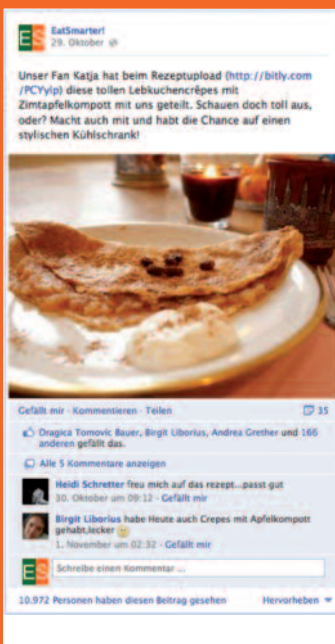 ES
EatSmarter!
29. Oktober
Unser Fan Katja hat beim Rezeptupload (http://bitly.com
/PCYylp) diese tollen Lebkuchencrêpes mit
Zimtapfelkompott mit uns geteilt. Schauen doch toll aus,
oder? Macht auch mit und habt die Chance auf einen
stylischen Kühlschrank!
Gefällt mir · Kommentieren · Teilen 35
Dragica Tomovic Bauer, Birgit Liborius, Andrea Grether und 166
anderen gefällt das.
Alle 5 Kommentare anzeigen
Heidi Schretter freu mich auf das rezept...passt gut
30. Oktober um 09:12 · Gefällt mir
Birgit Liborius habe Heute auch Crepes mit Apfelkompott
gehabt,lecker
1. November um 02:32 · Gefällt mir
ES
Schreibe einen Kommentar ...
10.972 Personen haben diesen Beitrag gesehen Hervorheben